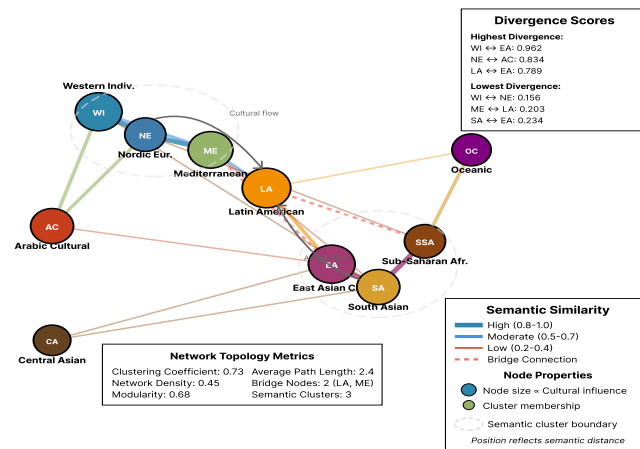 Divergence Scores
Highest Divergence:
WI ↔ EA: 0.962
NE ↔ AC: 0.834
LA ↔ EA: 0.789
Lowest Divergence:
WI ↔ NE: 0.156
ME ↔ LA: 0.203
SA ↔ EA: 0.234
Western Indiv.
WI
Cultural flow
NE
Nordic Eur.
ME
Mediterranean
OC
Oceanic
LA
Latin American
AC
Arabic Cultural
SSA
Sub-Saharan Afr.
EA
East Asian C
SA
South Asian
CA
Central Asian
Network Topology Metrics
Clustering Coefficient: 0.73 Average Path Length: 2.4
Network Density: 0.45 Bridge Nodes: 2 (LA, ME)
Modularity: 0.68 Semantic Clusters: 3
Semantic Similarity
High (0.8-1.0)
Moderate (0.5-0.7)
Low (0.2-0.4)
Bridge Connection
Node Properties
Node size ∝ Cultural influence
Cluster membership
Semantic cluster boundary
Position reflects semantic distance